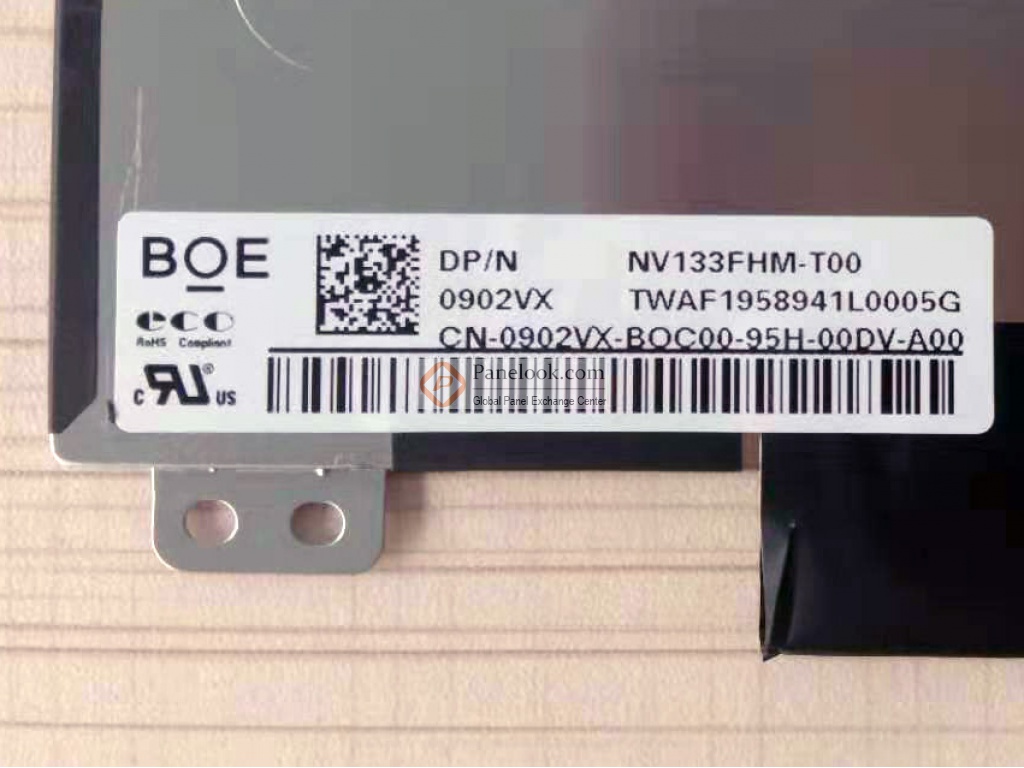 BOE
DP/N NV133FHM-T00
0902VX TWAF1958941L0005G
CN-0902VX-BOC00-95H-00DV-A00
eco
RoHS Compliant
C RU® US
Panelook.com
Global Panel Exchange Center